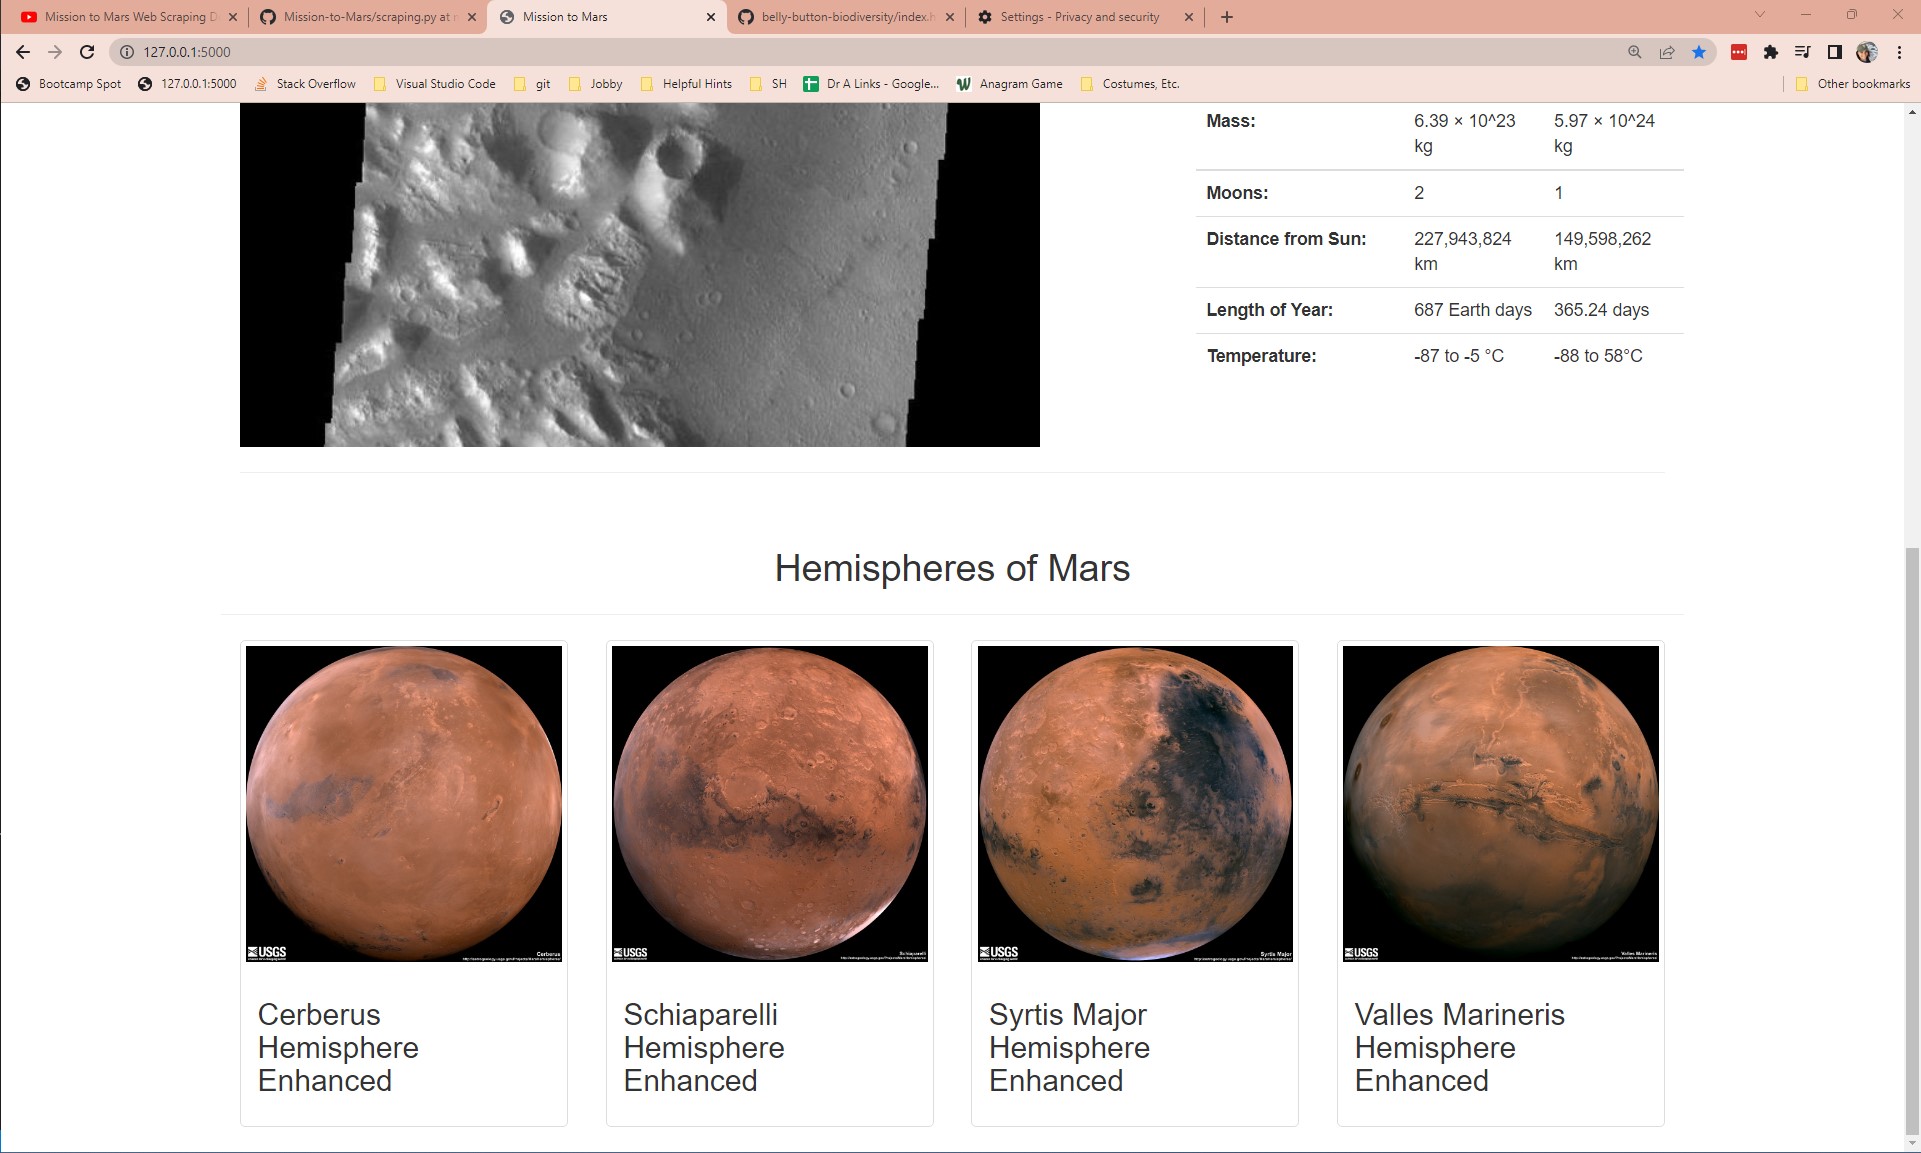 Mission to Mars Web Scraping D
Mission-to-Mars/scraping.py at
Mission to Mars
belly-button-biodiversity/index.h
Settings - Privacy and security
127.0.0.1:5000
Bootcamp Spot
127.0.0.1:5000
Stack Overflow
Visual Studio Code
git
Jobby
Helpful Hints
SH
Dr A Links - Google...
Anagram Game
Costumes, Etc.
Other bookmarks
Mass: 6.39 × 10^23 5.97 × 10^24
kg kg
Moons: 2 1
Distance from Sun: 227,943,824 149,598,262
km km
Length of Year: 687 Earth days 365.24 days
Temperature: -87 to -5 °C -88 to 58°C
Hemispheres of Mars
USGS
Cerberus
USGS
Schiaparelli
USGS
Syrtis Major
USGS
Valles Marineris
Cerberus
Hemisphere
Enhanced
Schiaparelli
Hemisphere
Enhanced
Syrtis Major
Hemisphere
Enhanced
Valles Marineris
Hemisphere
Enhanced